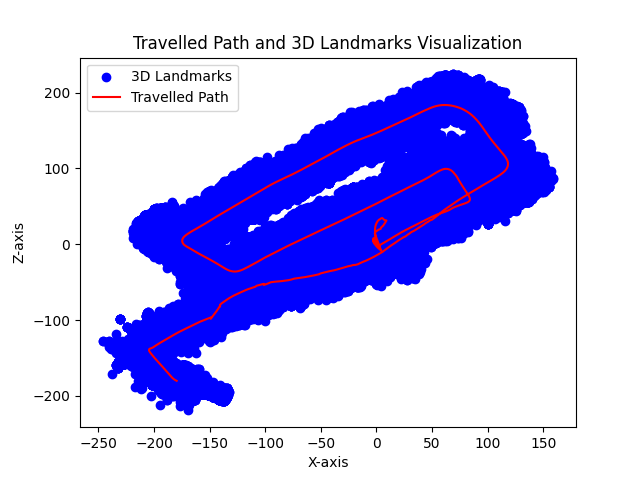 Travelled Path and 3D Landmarks Visualization
3D Landmarks
Travelled Path
200
100
0
−100
−200
Z-axis
−250 −200 −150 −100 −50 0 50 100 150
X-axis